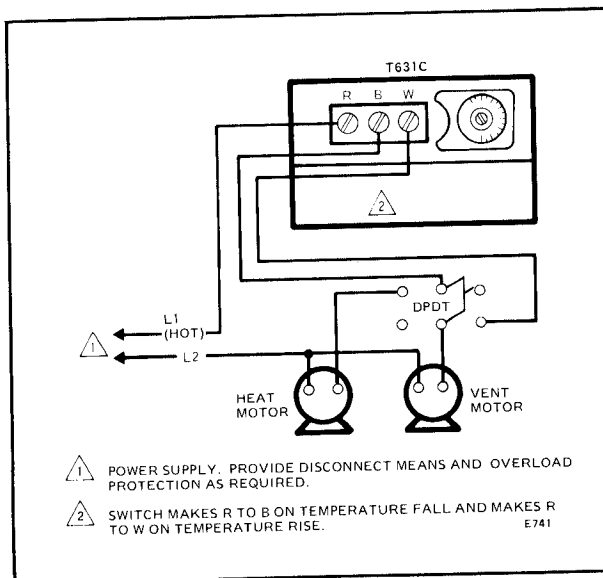 T631C
R B W
2
DPDT
L1
(HOT)
1
L2
HEAT
MOTOR
VENT
MOTOR
1 POWER SUPPLY. PROVIDE DISCONNECT MEANS AND OVERLOAD
PROTECTION AS REQUIRED.
2 SWITCH MAKES R TO B ON TEMPERATURE FALL AND MAKES R
TO W ON TEMPERATURE RISE.
E741